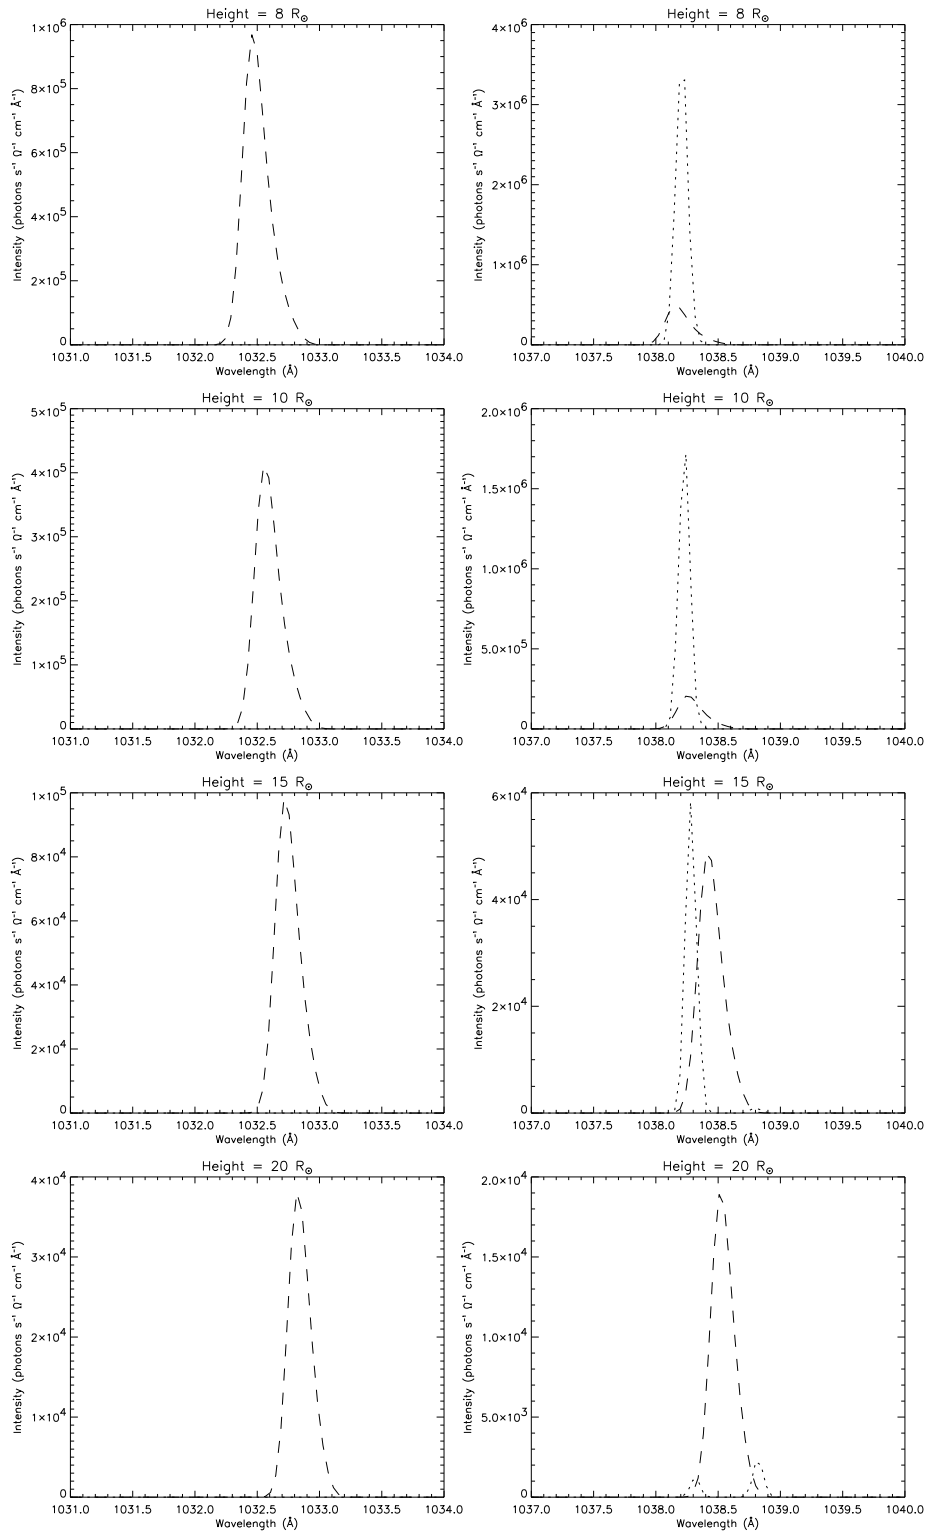 Height = 8 R☉
Intensity (photons s⁻¹ Ω⁻¹ cm⁻¹ Å⁻¹)
1×10⁶
8×10⁵
6×10⁵
4×10⁵
2×10⁵
0
1031.0 1031.5 1032.0 1032.5 1033.0 1033.5 1034.0
Wavelength (Å)
Height = 8 R☉
Intensity (photons s⁻¹ Ω⁻¹ cm⁻¹ Å⁻¹)
4×10⁶
3×10⁶
2×10⁶
1×10⁶
0
1037.0 1037.5 1038.0 1038.5 1039.0 1039.5 1040.0
Wavelength (Å)
Height = 10 R☉
Intensity (photons s⁻¹ Ω⁻¹ cm⁻¹ Å⁻¹)
5×10⁵
4×10⁵
3×10⁵
2×10⁵
1×10⁵
0
1031.0 1031.5 1032.0 1032.5 1033.0 1033.5 1034.0
Wavelength (Å)
Height = 10 R☉
Intensity (photons s⁻¹ Ω⁻¹ cm⁻¹ Å⁻¹)
2.0×10⁶
1.5×10⁶
1.0×10⁶
5.0×10⁵
0
1037.0 1037.5 1038.0 1038.5 1039.0 1039.5 1040.0
Wavelength (Å)
Height = 15 R☉
Intensity (photons s⁻¹ Ω⁻¹ cm⁻¹ Å⁻¹)
1×10⁵
8×10⁴
6×10⁴
4×10⁴
2×10⁴
0
1031.0 1031.5 1032.0 1032.5 1033.0 1033.5 1034.0
Wavelength (Å)
Height = 15 R☉
Intensity (photons s⁻¹ Ω⁻¹ cm⁻¹ Å⁻¹)
6×10⁴
4×10⁴
2×10⁴
0
1037.0 1037.5 1038.0 1038.5 1039.0 1039.5 1040.0
Wavelength (Å)
Height = 20 R☉
Intensity (photons s⁻¹ Ω⁻¹ cm⁻¹ Å⁻¹)
4×10⁴
3×10⁴
2×10⁴
1×10⁴
0
1031.0 1031.5 1032.0 1032.5 1033.0 1033.5 1034.0
Wavelength (Å)
Height = 20 R☉
Intensity (photons s⁻¹ Ω⁻¹ cm⁻¹ Å⁻¹)
2.0×10⁴
1.5×10⁴
1.0×10⁴
5.0×10³
0
1037.0 1037.5 1038.0 1038.5 1039.0 1039.5 1040.0
Wavelength (Å)